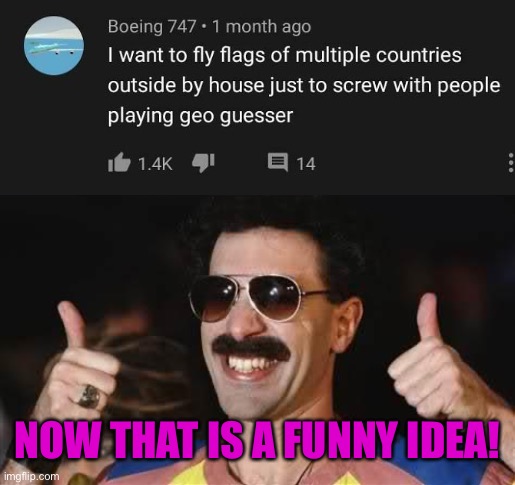 Boeing 747 • 1 month ago
I want to fly flags of multiple countries
outside by house just to screw with people
playing geo guesser
1.4K 14
NOW THAT IS A FUNNY IDEA!
imgflip.com